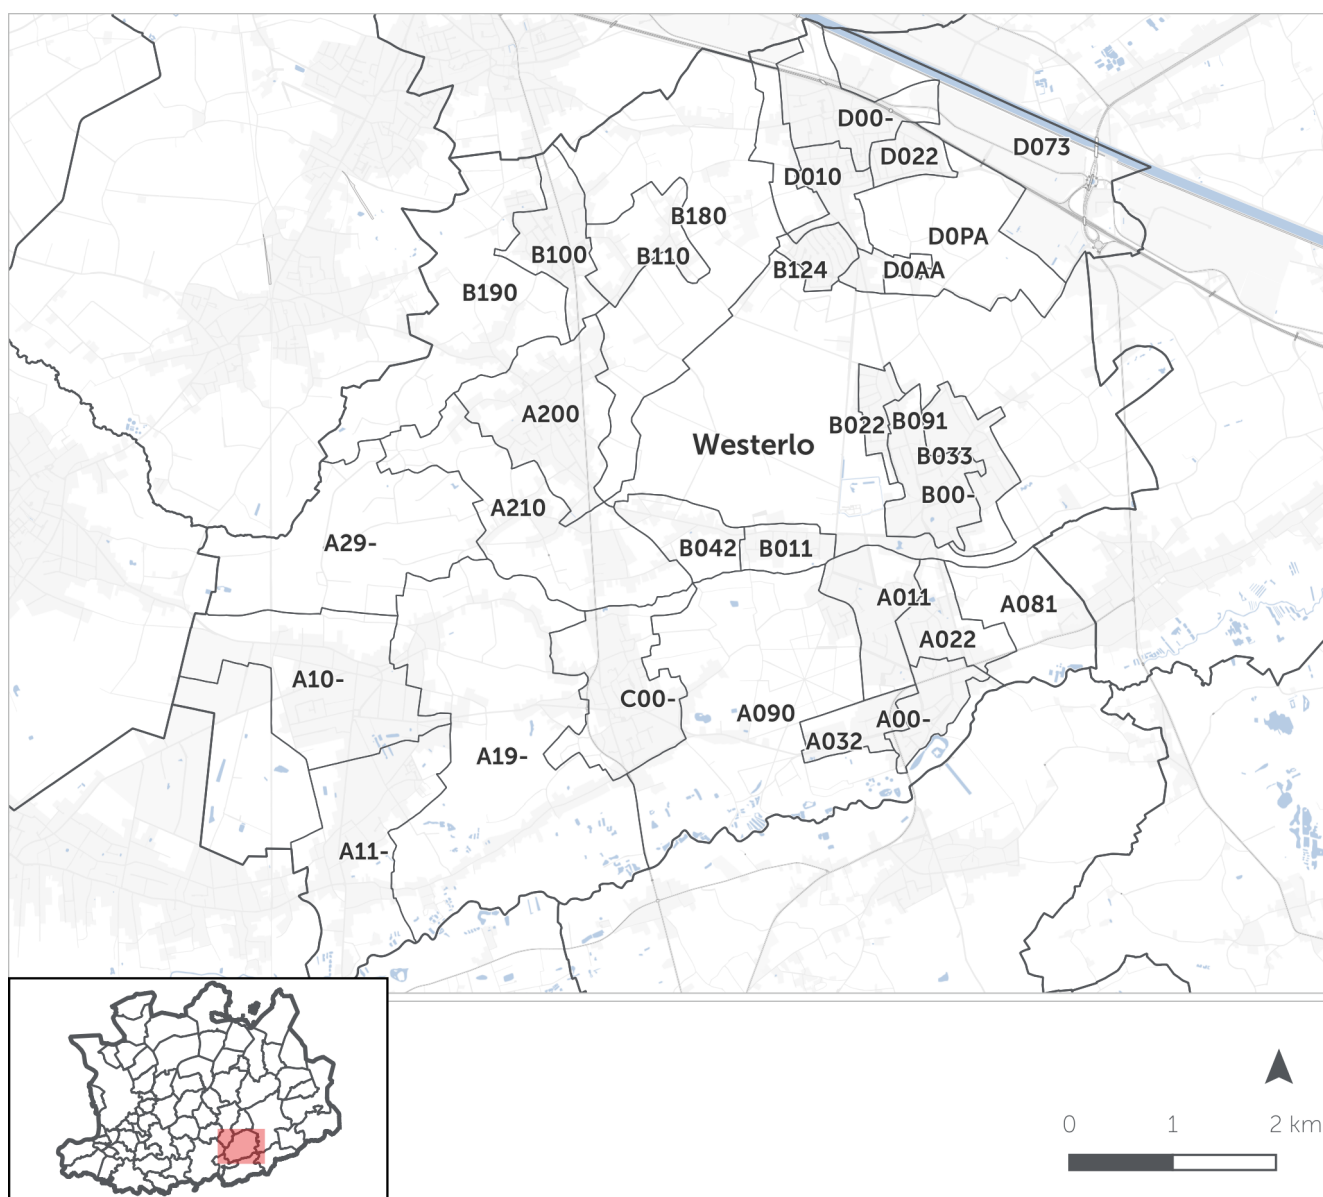 D00-
D073
D022
D010
B180
D0PA
B100
B110
B124
D0AA
B190
A200
B022
B091
Westerlo
B033
B00-
A210
A29-
B042
B011
A011
A081
A022
A10-
C00-
A090
A00-
A032
A19-
A11-
0 1 2 km